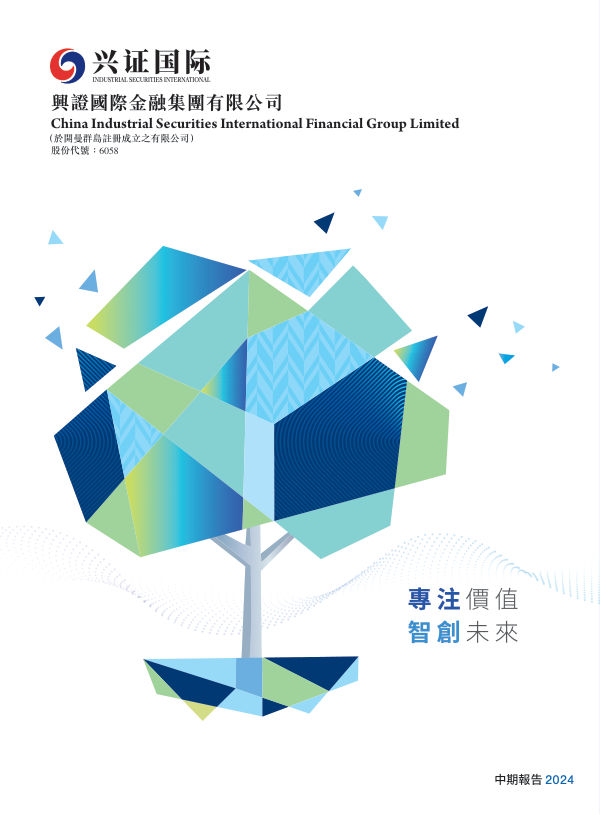 兴证国际
INDUSTRIAL SECURITIES INTERNATIONAL
興證國際金融集團有限公司
China Industrial Securities International Financial Group Limited
(於開曼群島註冊成立之有限公司)
股份代號：6058
專注價值
智創未來
中期報告 2024